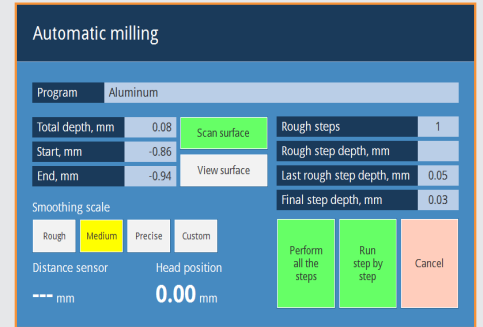 Automatic milling
Program Aluminum
Total depth, mm 0.08
Start, mm -0.86
End, mm -0.94
Scan surface
View surface
Rough steps 1
Rough step depth, mm
Last rough step depth, mm 0.05
Final step depth, mm 0.03
Smoothing scale
Rough Medium Precise Custom
Distance sensor
--- mm
Head position
0.00 mm
Perform
all the
steps
Run
step by
step
Cancel